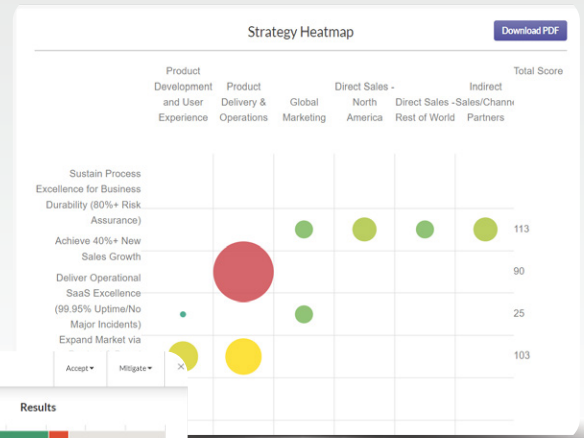 Strategy Heatmap
Download PDF
Product
Development
and User
Experience
Product
Delivery &
Operations
Global
Marketing
Direct Sales -
North
America
Direct Sales -
Rest of World
Indirect
Sales/Channe
Partners
Total Score
Sustain Process
Excellence for Business
Durability (80%+ Risk
Assurance)
113
Achieve 40%+ New
Sales Growth
90
Deliver Operational
SaaS Excellence
(99.95% Uptime/No
Major Incidents)
25
Expand Market via
103
Accept
Mitigate
×
Results